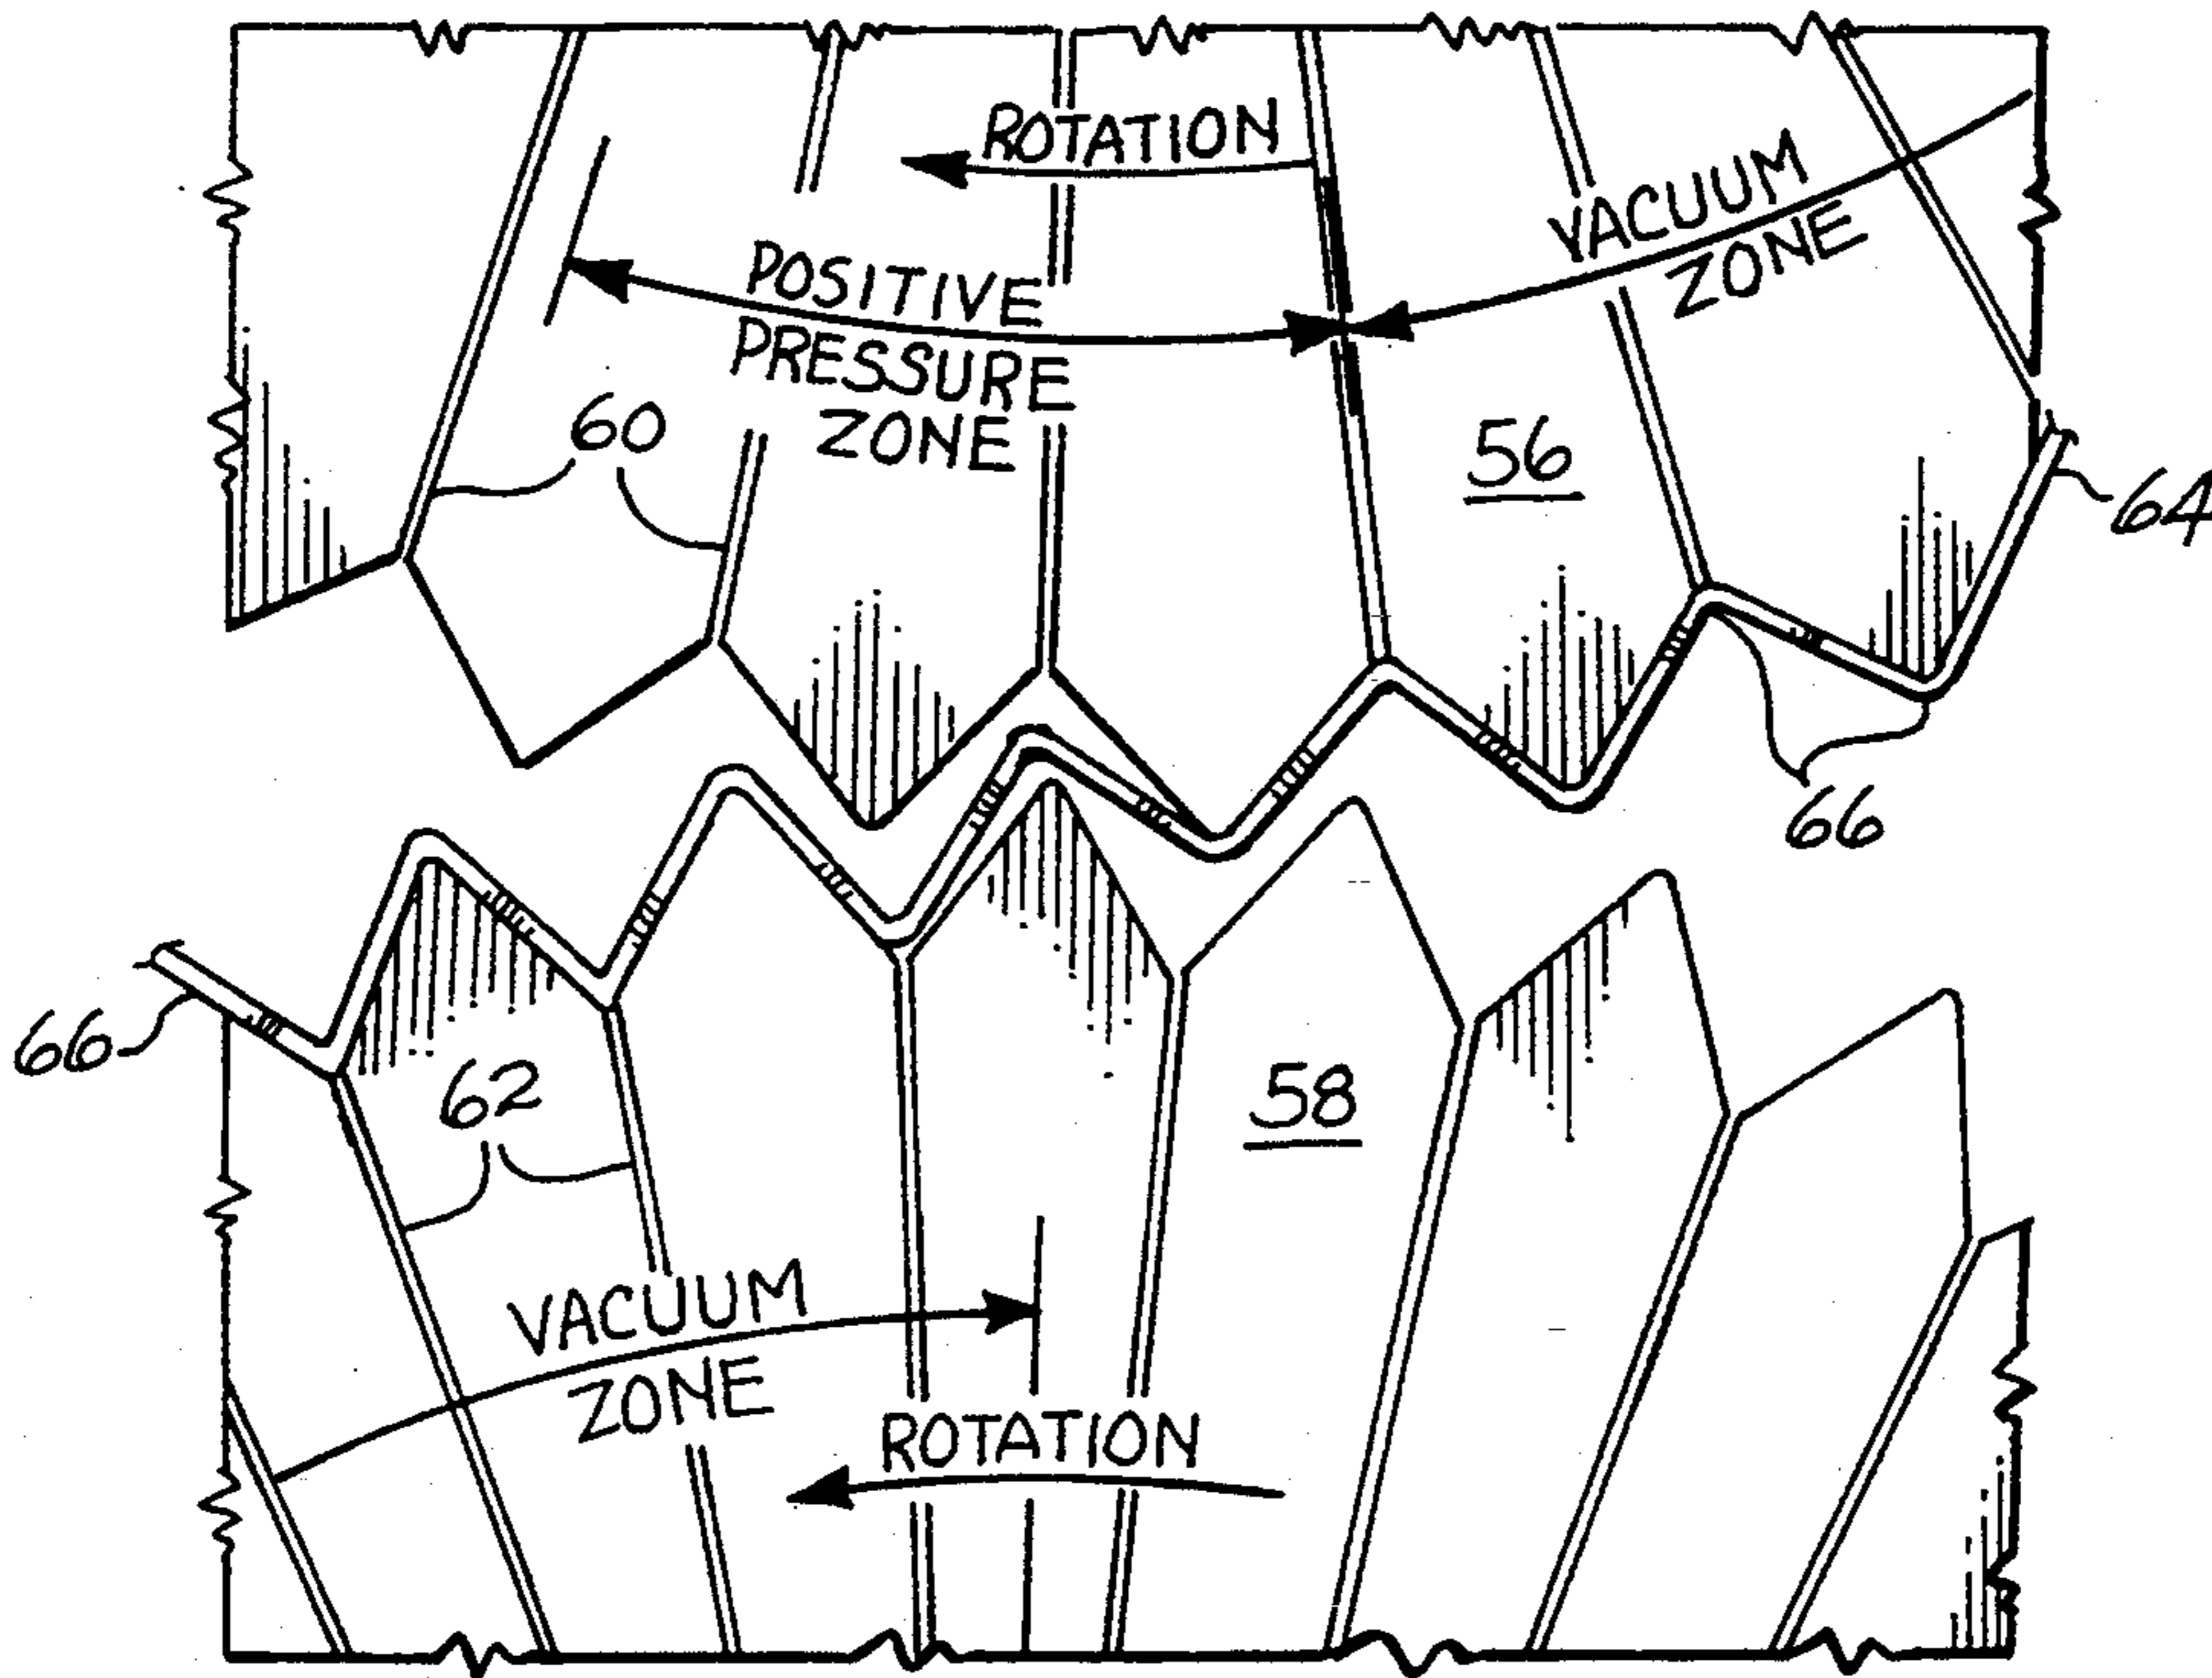 ROTATION
VACUUM
ZONE
POSITIVE
PRESSURE
ZONE
60
56
64
66
66
62
58
VACUUM
ZONE
ROTATION